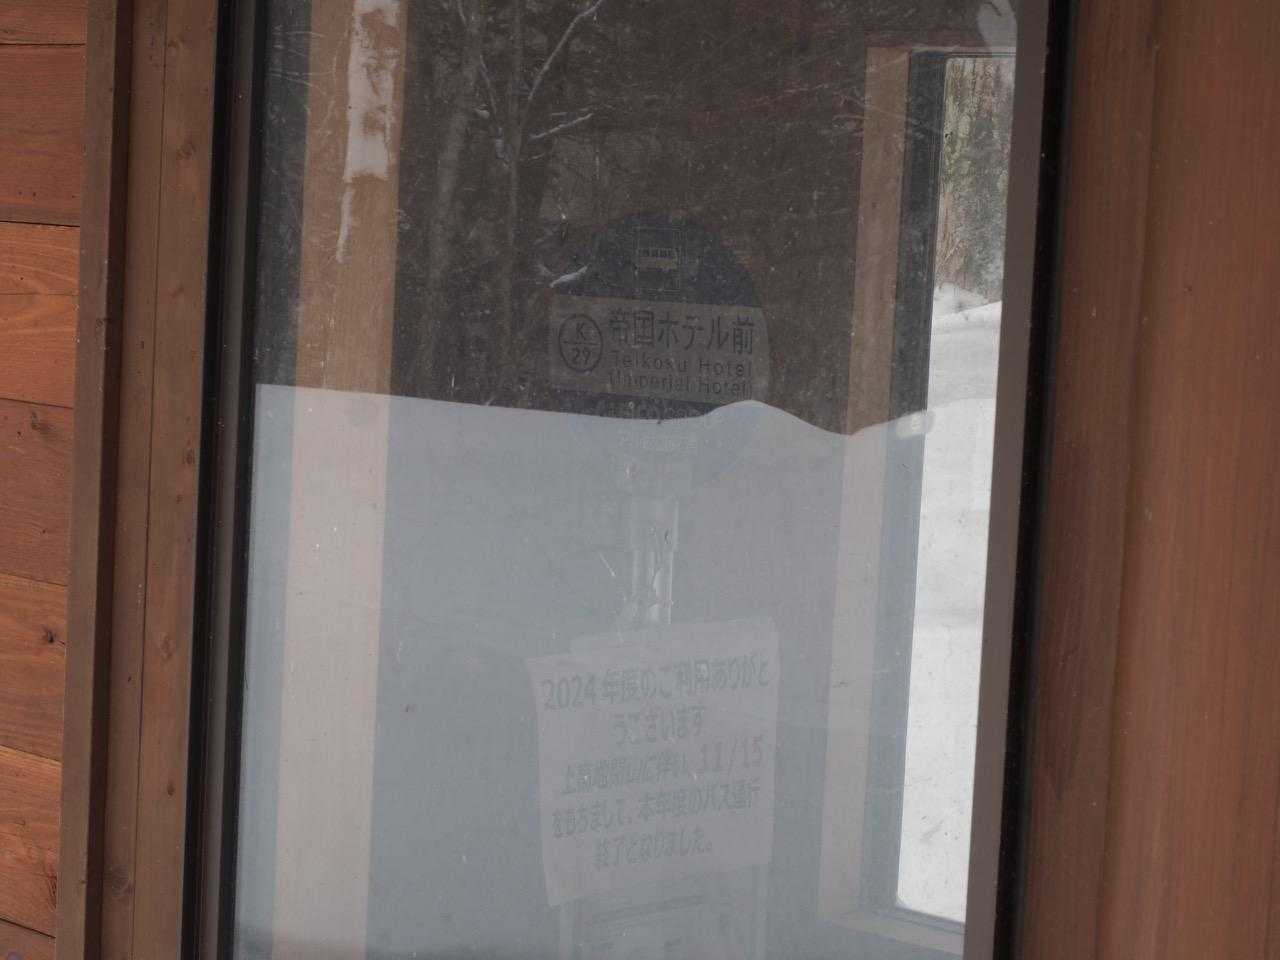 K
29
帝国ホテル前
Teikoku Hotel
(Imperial Hotel)
2024年度のご利用ありがと
うございます
上高地閉山に伴い、11/15
をもちまして、本年度のバス運行
終了となりました。